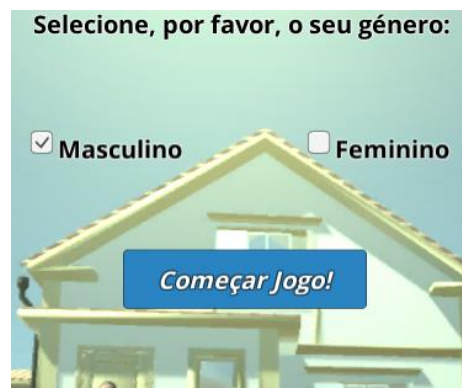 Selecione, por favor, o seu género:
Masculino Feminino
Começar Jogo!